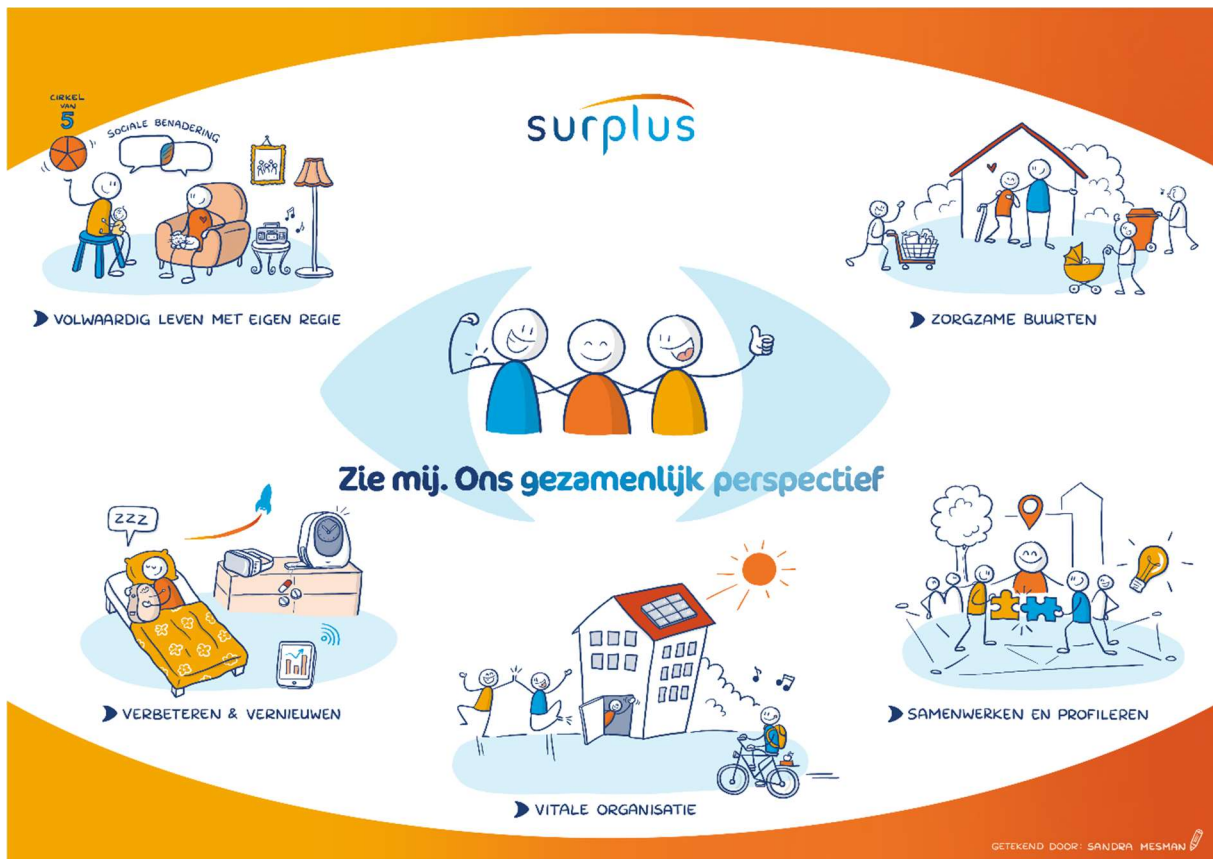 CIRKEL
VAN
5
SOCIALE BENADERING
surplus
VOLWAARDIG LEVEN MET EIGEN REGIE
ZORGZAME BUURTEN
Zie mij. Ons gezamenlijk perspectief
ZZZ
VERBETEREN & VERNIEUWEN
SAMENWERKEN EN PROFILEREN
VITALE ORGANISATIE
GETEKEND DOOR: SANDRA MESMAN